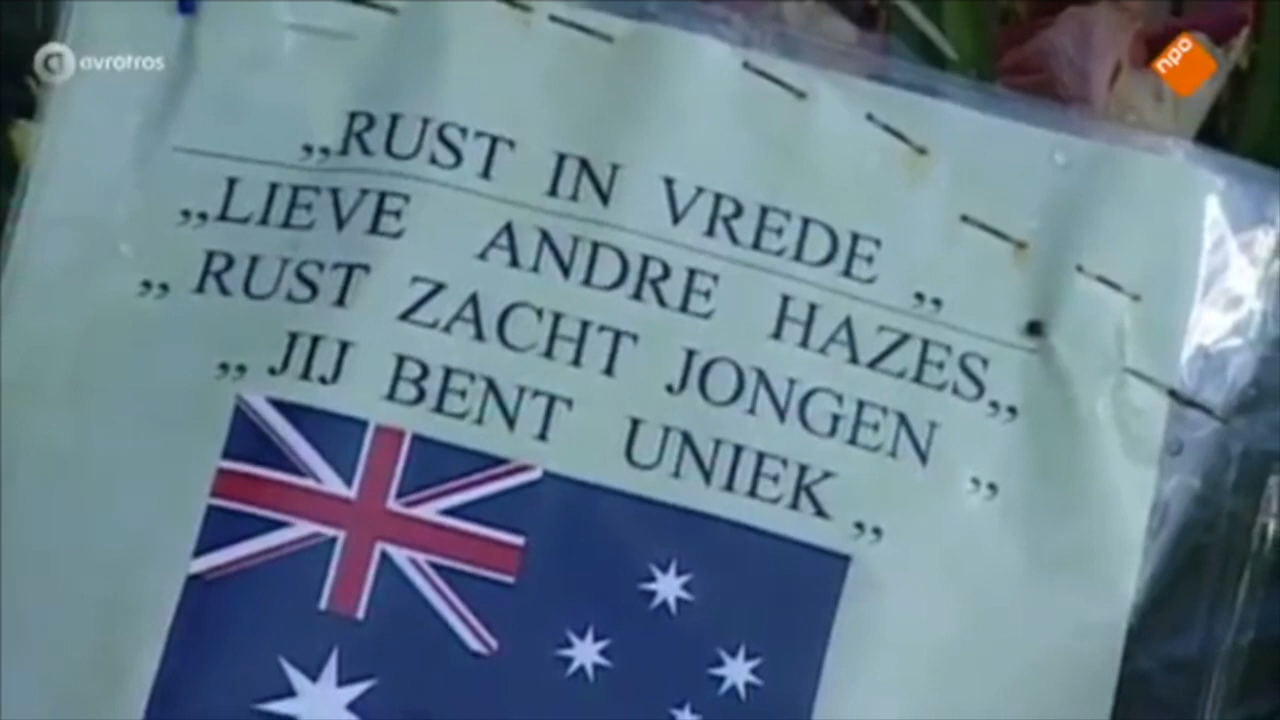 avrotros
npo
„RUST IN VREDE „
„LIEVE ANDRE HAZES„
„ RUST ZACHT JONGEN „
„ JIJ BENT UNIEK „